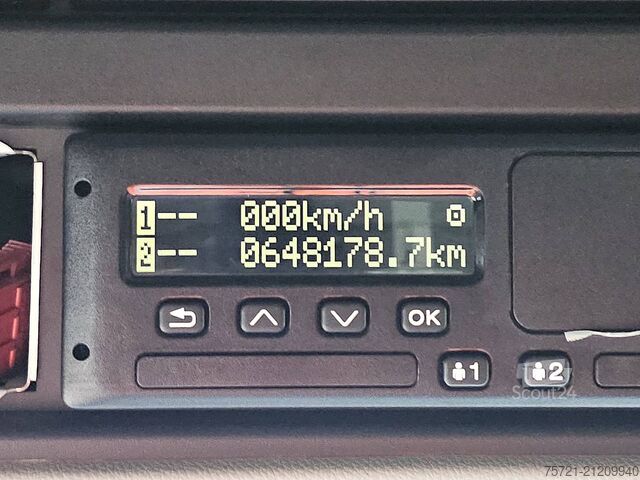 1-- 000km/h
2-- 0648178.7km
OK
1 2
Scout24
75721-21209940